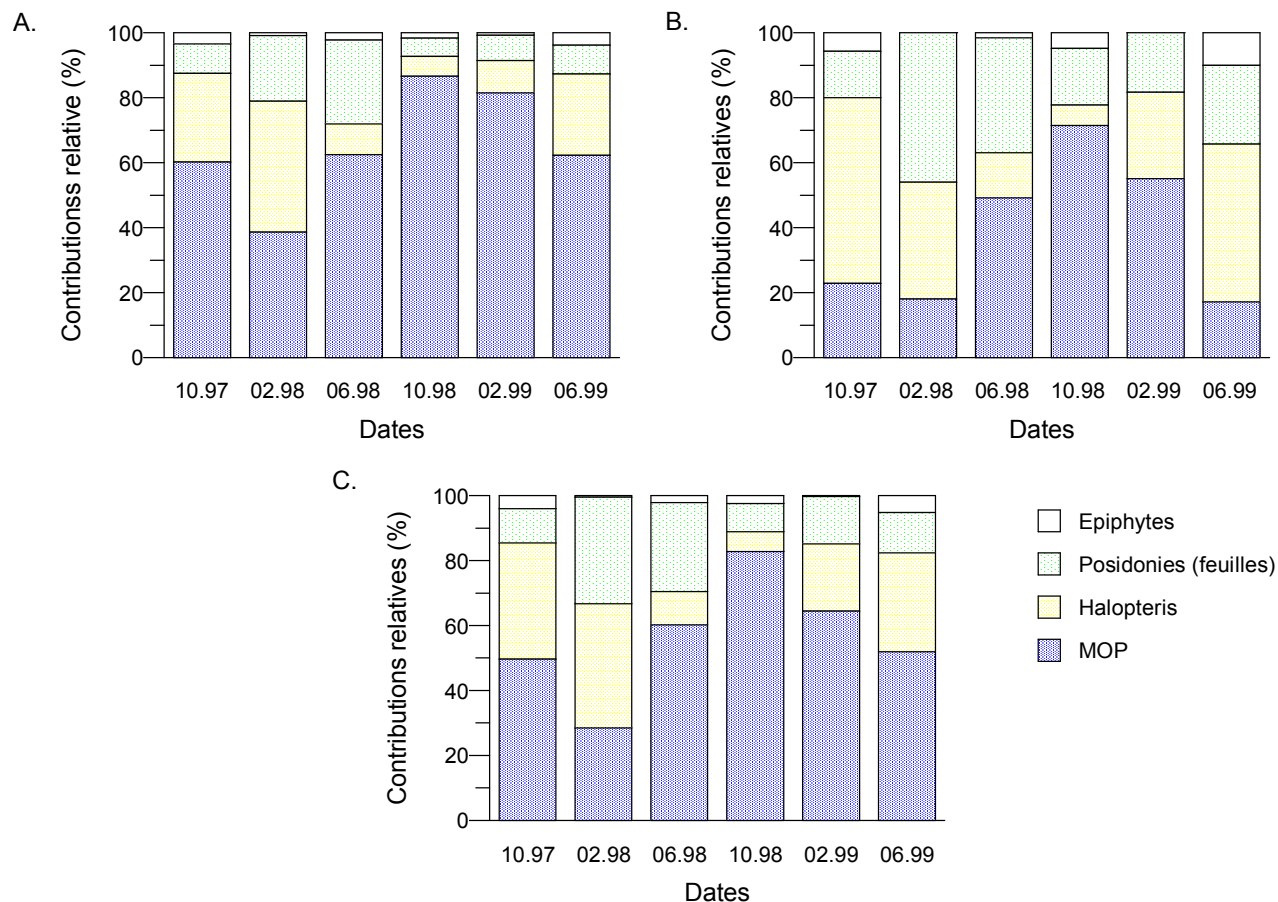 A.
Contributionss relative (%)
100
80
60
40
20
0
10.97 02.98 06.98 10.98 02.99 06.99
Dates
B.
Contributions relatives (%)
100
80
60
40
20
0
10.97 02.98 06.98 10.98 02.99 06.99
Dates
C.
Contributions relatives (%)
100
80
60
40
20
0
10.97 02.98 06.98 10.98 02.99 06.99
Dates
Epiphytes
Posidonies (feuilles)
Halopteris
MOP